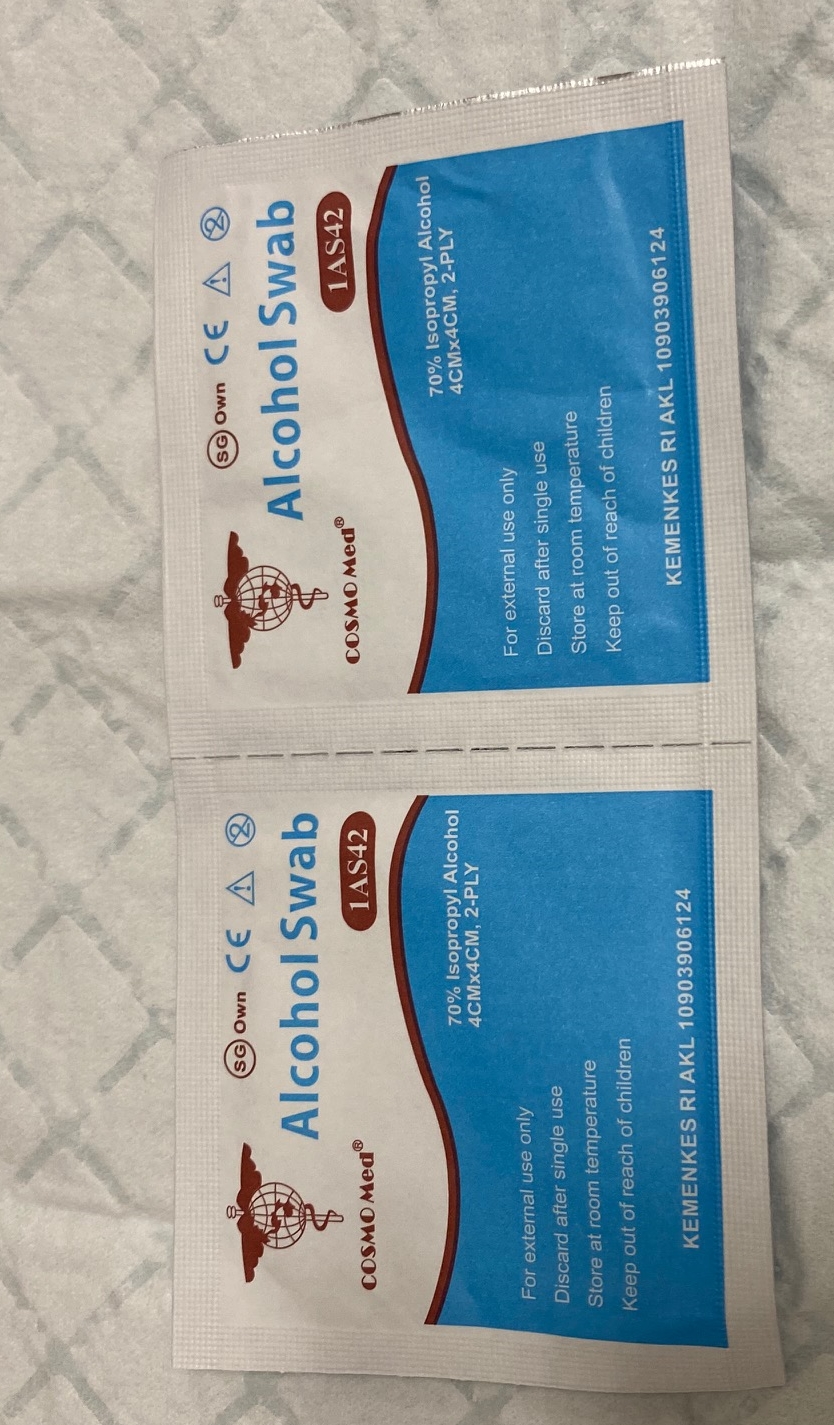 SG Own CE 2
Alcohol Swab
1AS42
COSMO Med®
70% Isopropyl Alcohol
4CMx4CM, 2-PLY
For external use only
Discard after single use
Store at room temperature
Keep out of reach of children
KEMENKES RI AKL 10903906124
SG Own CE 2
Alcohol Swab
1AS42
COSMO Med®
70% Isopropyl Alcohol
4CMx4CM, 2-PLY
For external use only
Discard after single use
Store at room temperature
Keep out of reach of children
KEMENKES RI AKL 10903906124